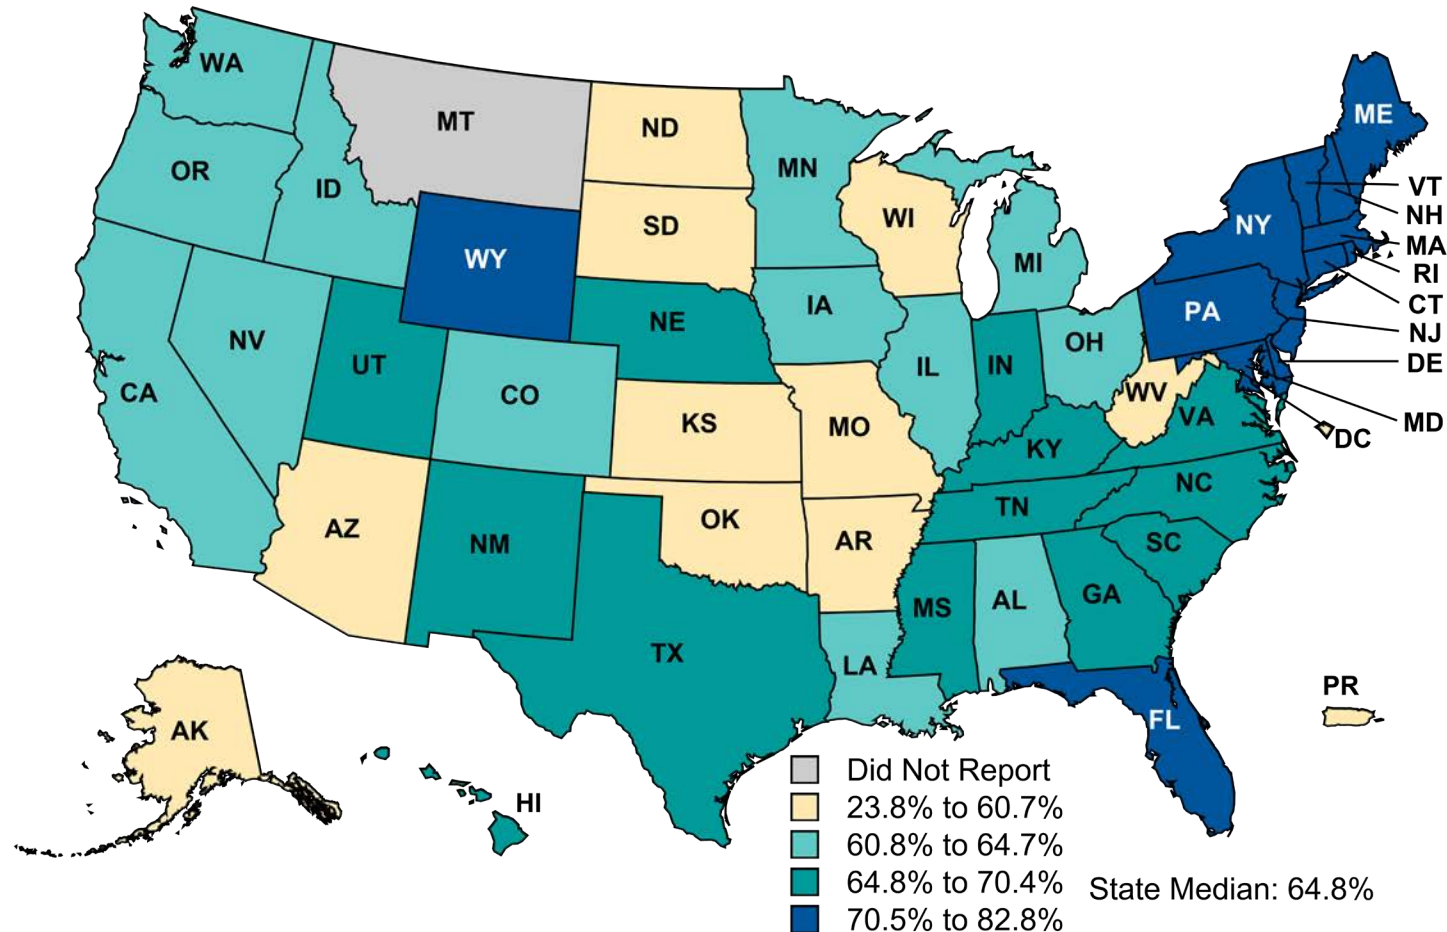 WA
MT
ND
MN
ME
OR
ID
SD
WI
VT
NH
NY
MA
WY
MI
RI
CT
IA
PA
NJ
NV
NE
OH
DE
UT
IL
IN
CA
CO
WV
VA
MD
KS
MO
DC
KY
NC
AZ
NM
OK
TN
AR
SC
MS
AL
GA
TX
LA
PR
AK
FL
HI
Did Not Report
23.8% to 60.7%
60.8% to 64.7%
64.8% to 70.4%
State Median: 64.8%
70.5% to 82.8%